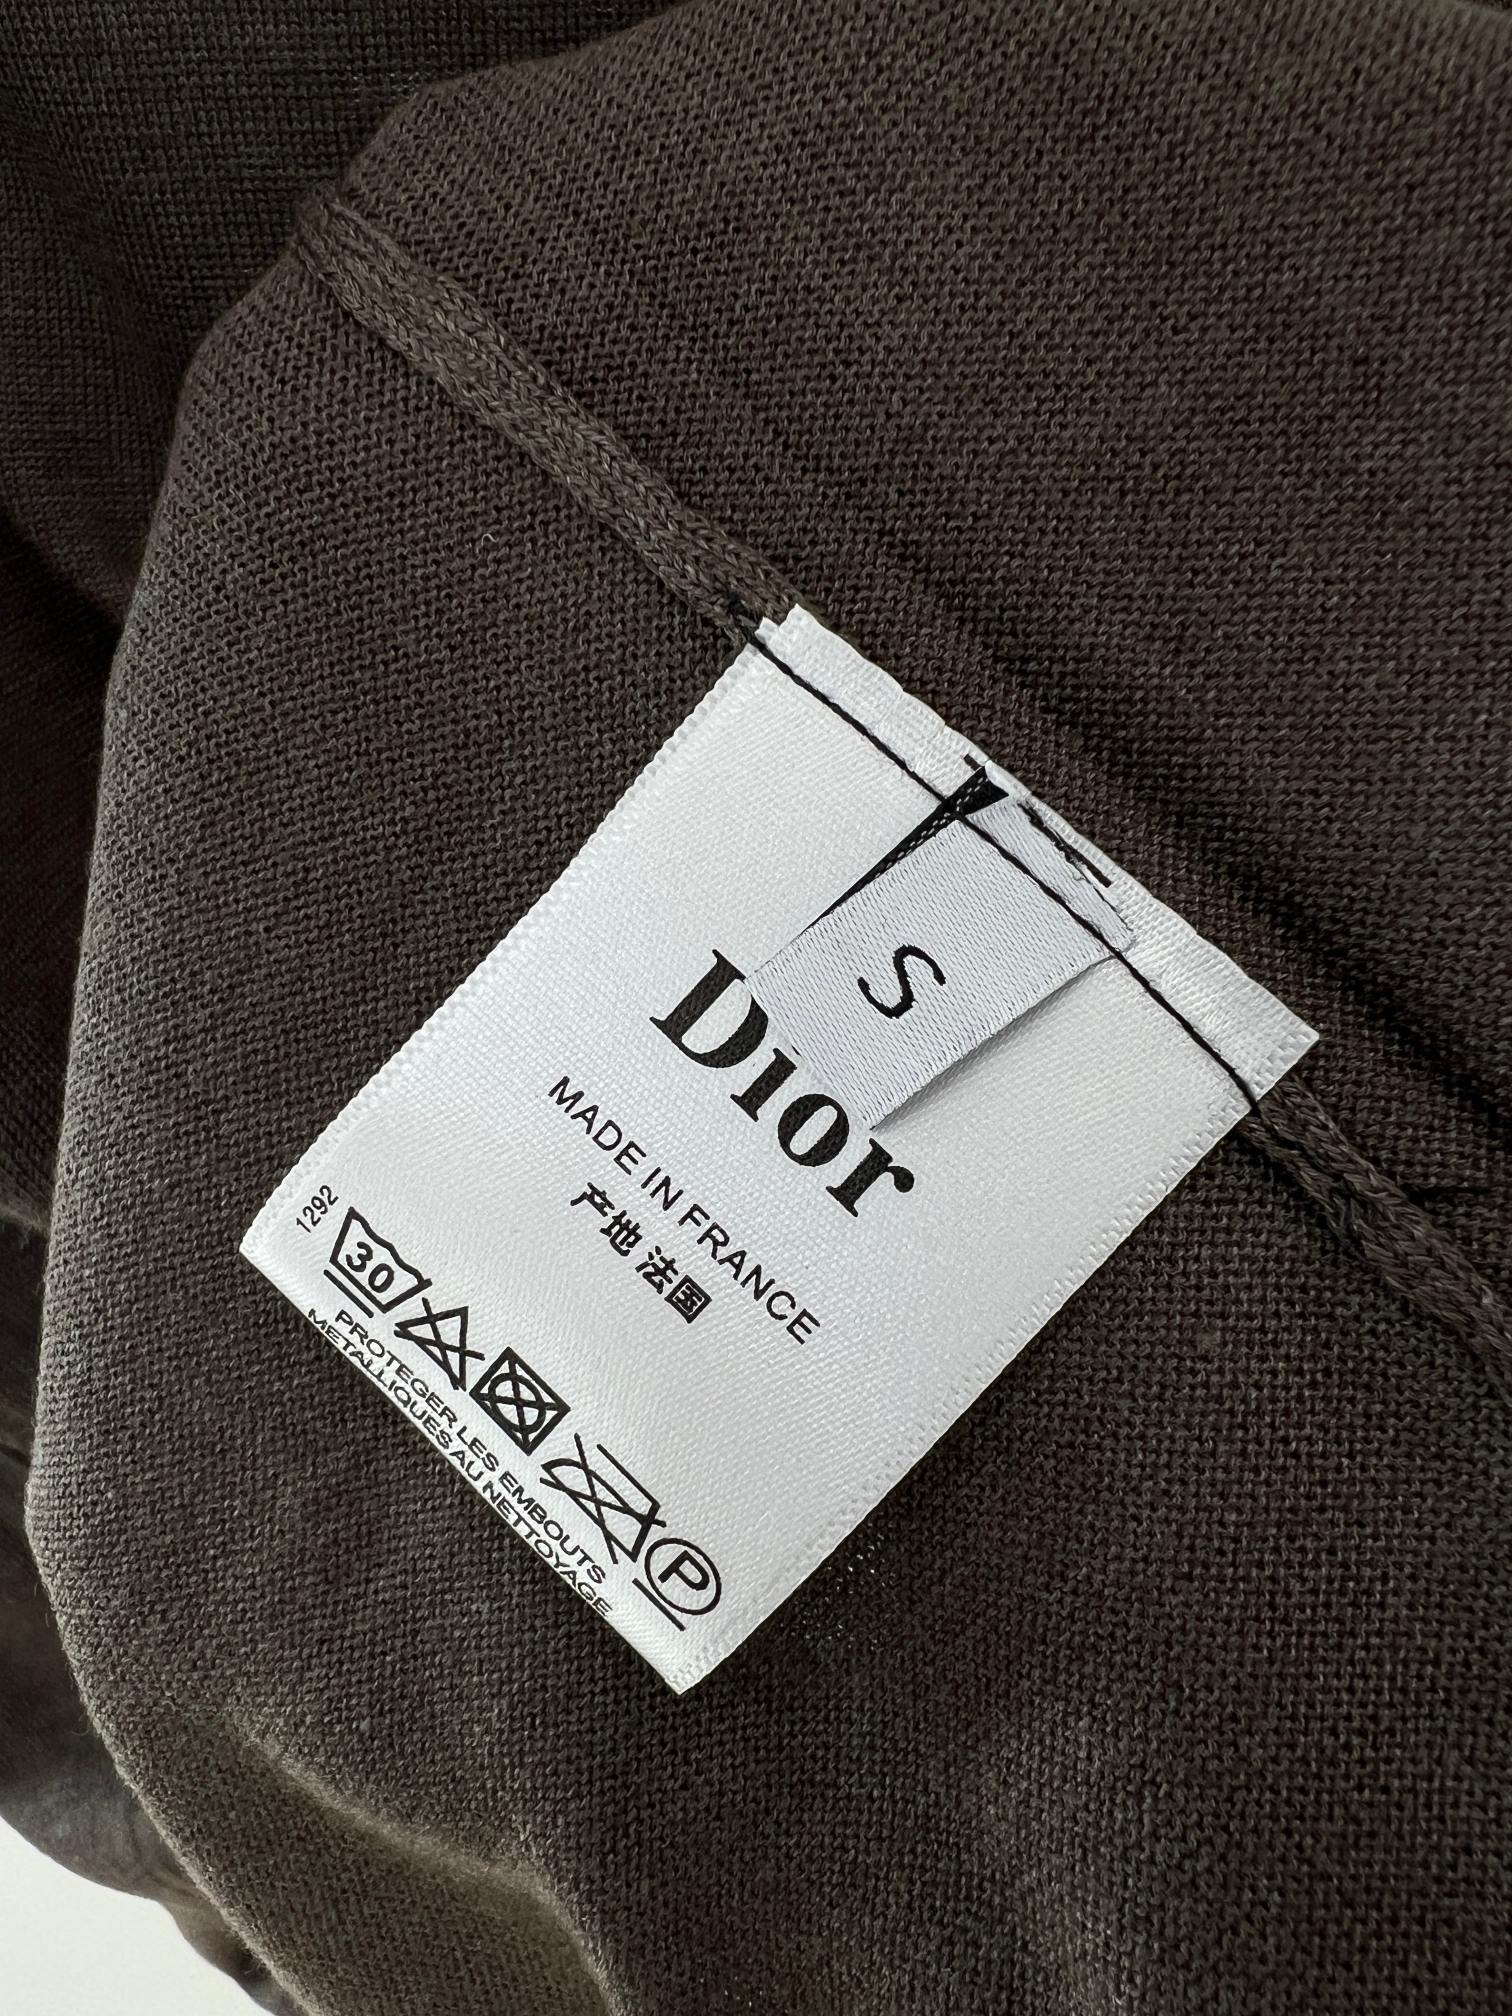 S
Dior
MADE IN FRANCE
产地 法国
1292
30
P
PROTEGER LES EMBOUTS
METALLIQUES AU NETTOYAGE